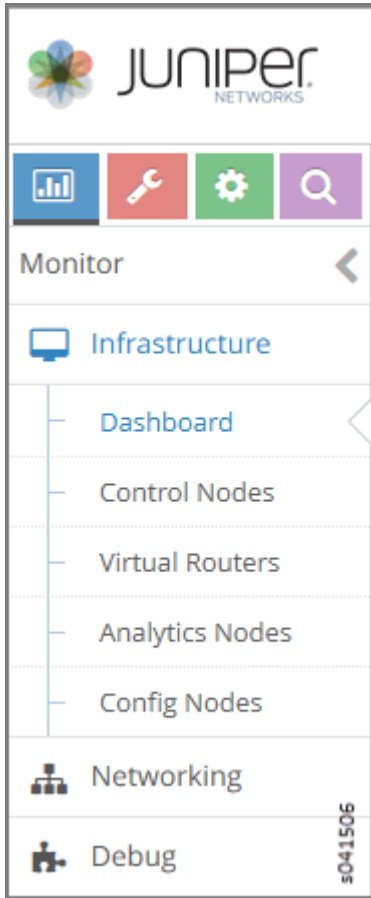 JUNIPER
NETWORKS
Monitor
Infrastructure
Dashboard
Control Nodes
Virtual Routers
Analytics Nodes
Config Nodes
Networking
Debug
s041506